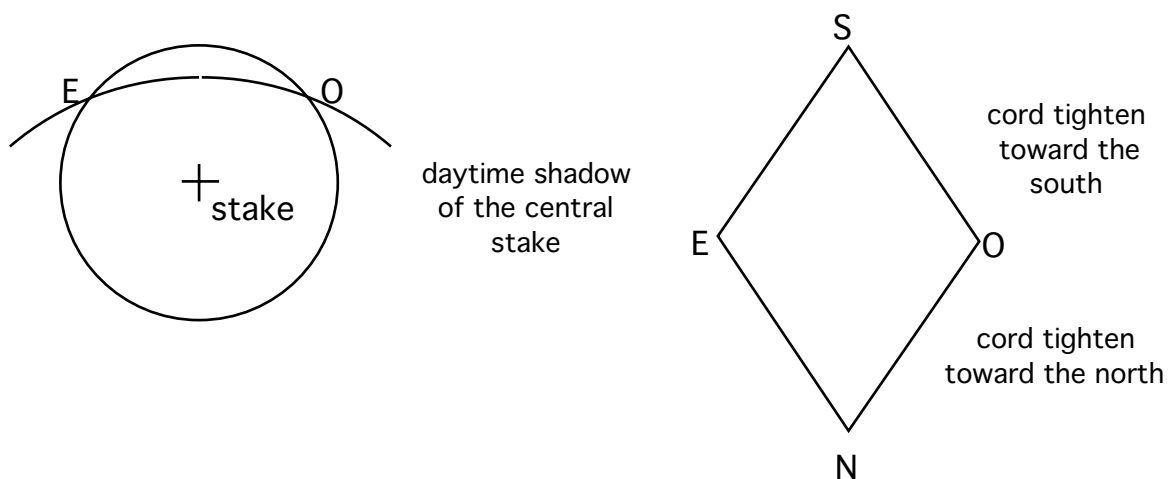 E
O
stake
daytime shadow
of the central
stake
S
cord tighten
toward the
south
E
O
cord tighten
toward the north
N